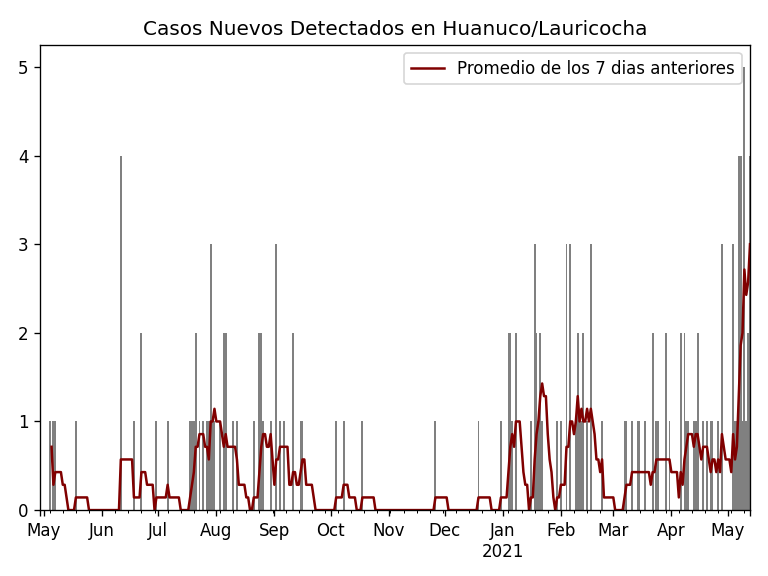 Casos Nuevos Detectados en Huanuco/Lauricocha
Promedio de los 7 dias anteriores
5
4
3
2
1
0
May Jun Jul Aug Sep Oct Nov Dec Jan Feb Mar Apr May
2021